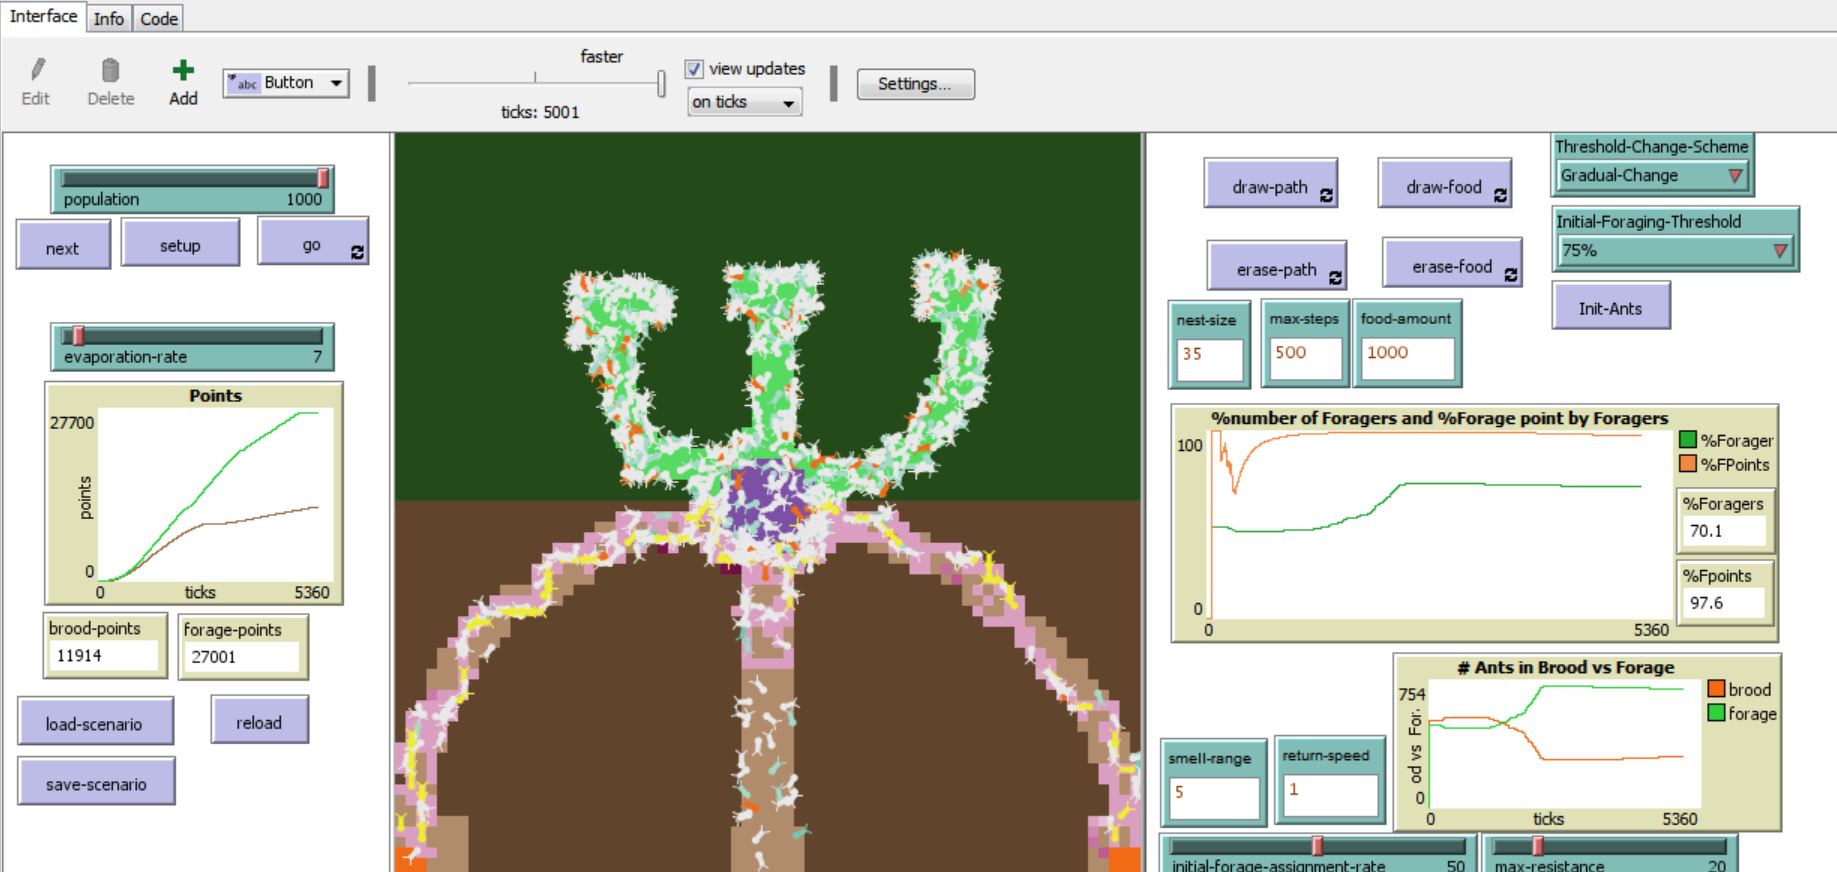 Interface Info Code
Edit Delete Add
abc Button
faster
ticks: 5001
view updates
on ticks
Settings...
population 1000
next setup go
evaporation-rate 7
Points
27700
points
0
0 ticks 5360
brood-points
11914
forage-points
27001
load-scenario reload
save-scenario
draw-path draw-food
erase-path erase-food
Threshold-Change-Scheme
Gradual-Change
Initial-Foraging-Threshold
75%
Init-Ants
nest-size
35
max-steps
500
food-amount
1000
%number of Foragers and %Forage point by Foragers
100
0
0 5360
%Forager
%FPoints
%Foragers
70.1
%Fpoints
97.6
# Ants in Brood vs Forage
754
od vs For.
0
0 ticks 5360
brood
forage
smell-range
5
return-speed
1
initial-forage-assignment-rate 50
max-resistance 20